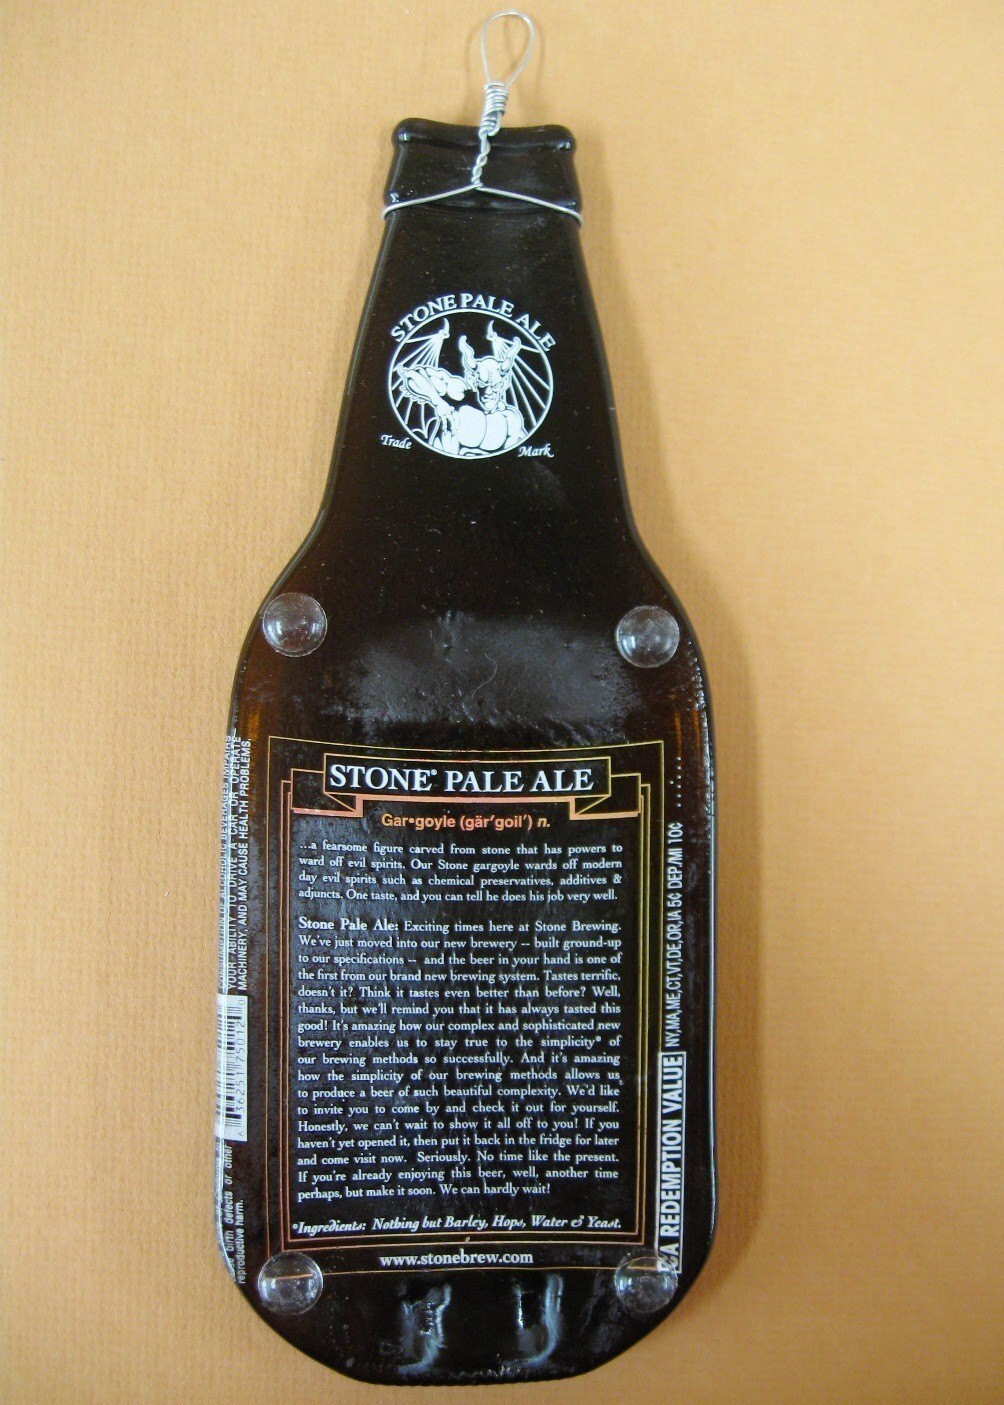 STONE PALE ALE
Trade Mark
STONE® PALE ALE
Gar•goyle (gär′goil′) n.
...a fearsome figure carved from stone that has powers to
ward off evil spirits. Our Stone gargoyle wards off modern
day evil spirits such as chemical preservatives, additives &
adjuncts. One taste, and you can tell he does his job very well.
Stone Pale Ale: Exciting times here at Stone Brewing.
We've just moved into our new brewery -- built ground-up
to our specifications -- and the beer in your hand is one of
the first from our brand new brewing system. Tastes terrific,
doesn't it? Think it tastes even better than before? Well,
thanks, but we'll remind you that it has always tasted this
good! It's amazing how our complex and sophisticated new
brewery enables us to stay true to the simplicity* of
our brewing methods so successfully. And it's amazing
how the simplicity of our brewing methods allows us
to produce a beer of such beautiful complexity. We'd like
to invite you to come by and check it out for yourself.
Honestly, we can't wait to show it all off to you! If you
haven't yet opened it, then put it back in the fridge for later
and come visit now. Seriously. No time like the present.
If you're already enjoying this beer, well, another time
perhaps, but make it soon. We can hardly wait!
*Ingredients: Nothing but Barley, Hops, Water & Yeast.
www.stonebrew.com
YOUR ABILITY TO DRIVE A CAR OR OPERATE
MACHINERY, AND MAY CAUSE HEALTH PROBLEMS.
birth defects or other
reproductive harm.
CA REDEMPTION VALUE NY,MA,ME,CT,VT,DE,OR,IA 5¢ DEP/MI 10¢